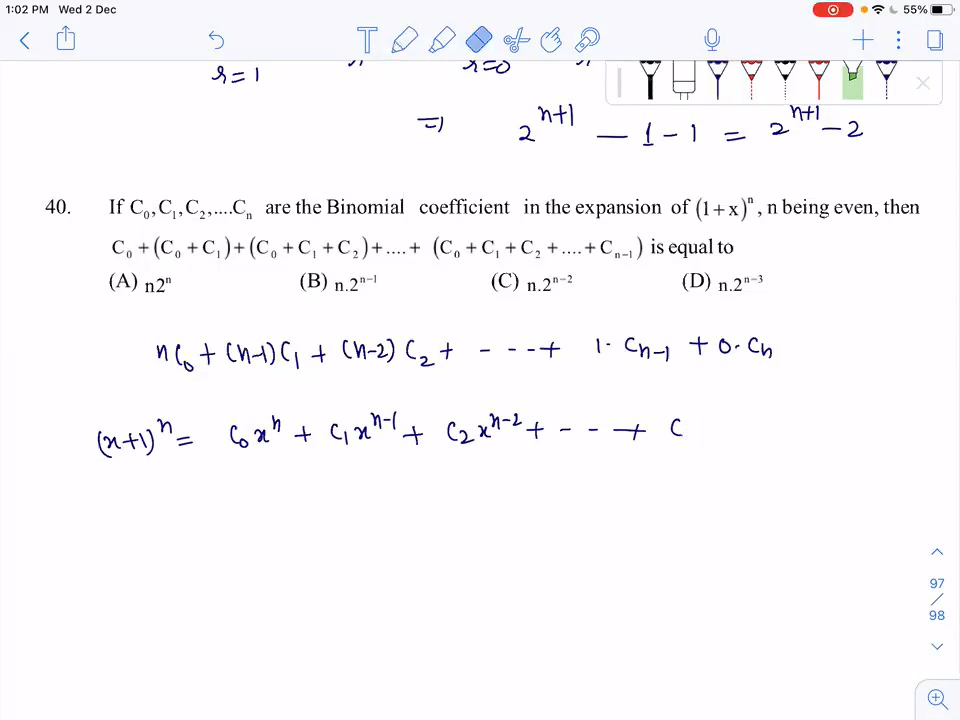 1:02 PM Wed 2 Dec 55%
r=1 r=0
⇒ 2^{n+1} — 1 - 1 = 2^{n+1} - 2
40. If C₀, C₁, C₂,....Cₙ are the Binomial coefficient in the expansion of (1+x)ⁿ, n being even, then
C₀ + (C₀ + C₁) + (C₀ + C₁ + C₂) + .... + (C₀ + C₁ + C₂ + .... + Cₙ₋₁) is equal to
(A) n2ⁿ (B) n.2ⁿ⁻¹ (C) n.2ⁿ⁻² (D) n.2ⁿ⁻³
nC₀ + (n-1)C₁ + (n-2)C₂ + - - - - + 1. Cₙ₋₁ + 0. Cₙ
(x+1)ⁿ = C₀xⁿ + C₁xⁿ⁻¹ + C₂xⁿ⁻² + - - - + C
97
/
98